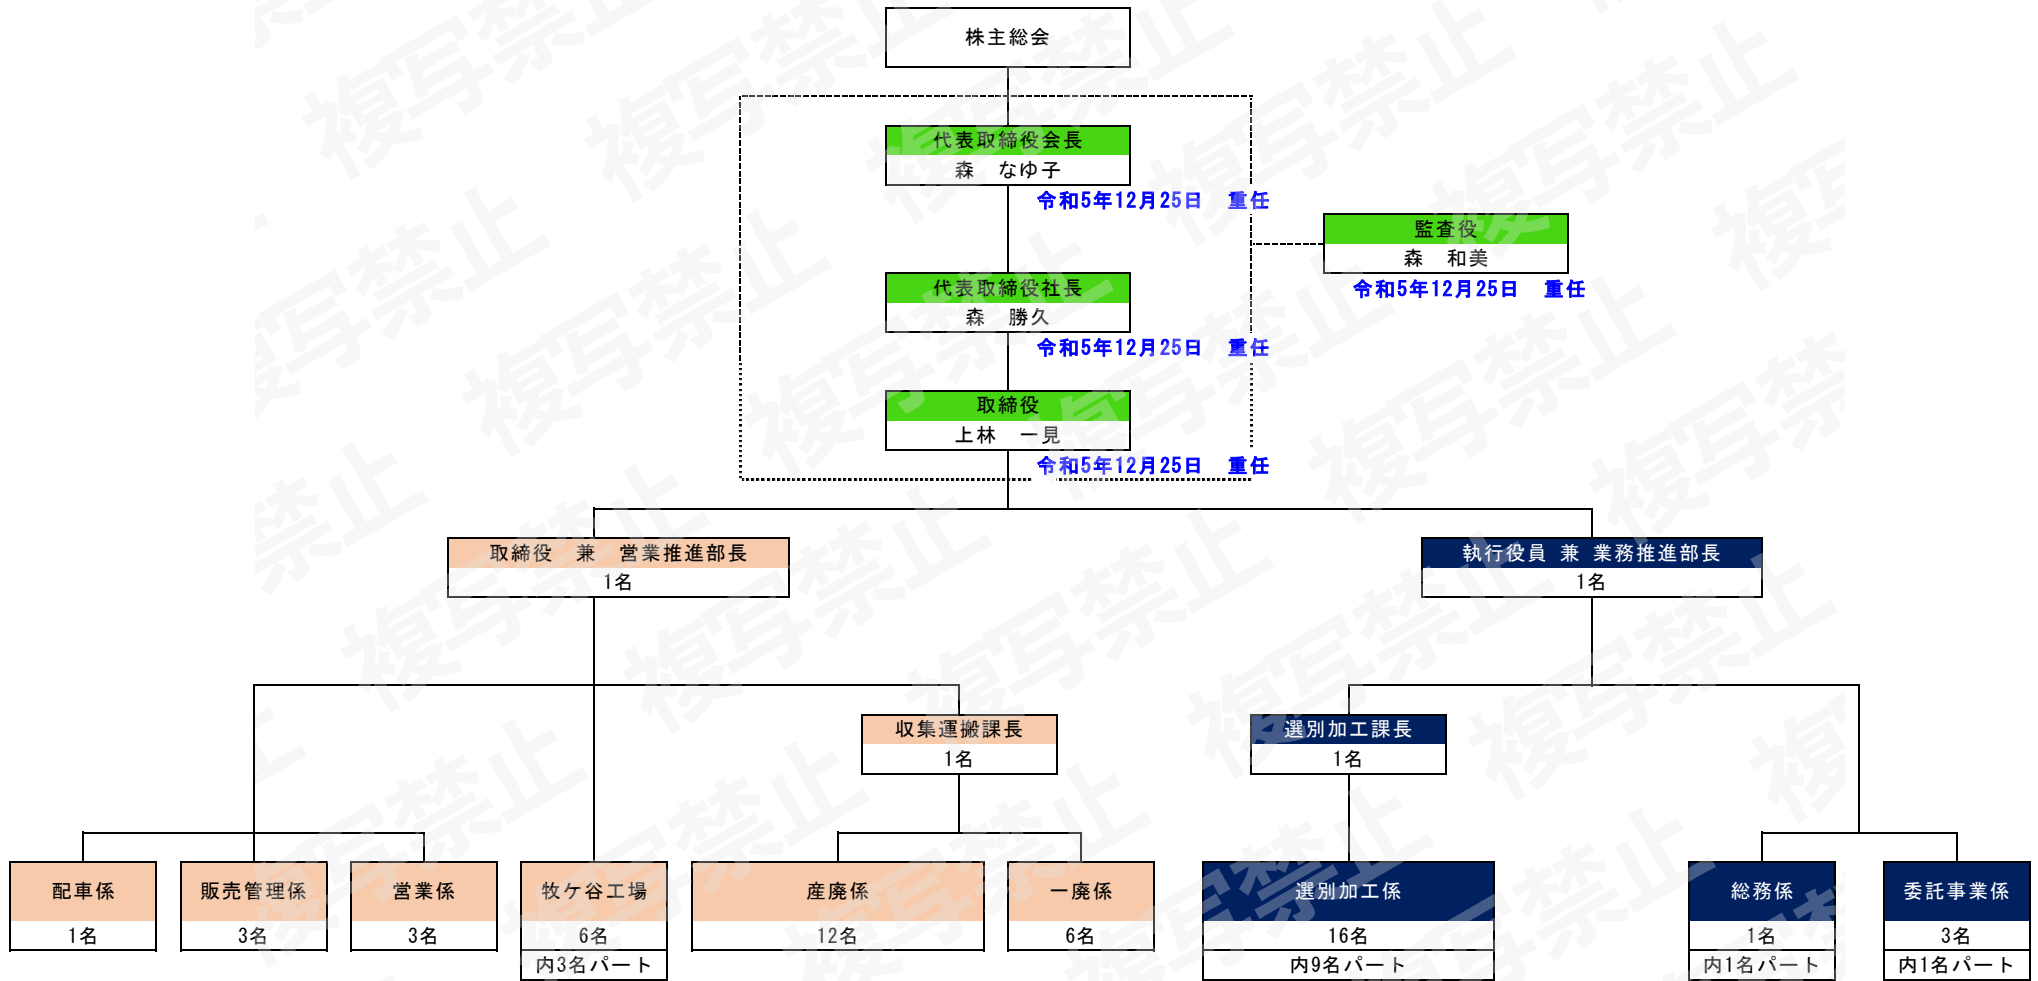 株主総会
代表取締役会長
森 なゆ子
令和5年12月25日 重任
監査役
森 和美
令和5年12月25日 重任
代表取締役社長
森 勝久
令和5年12月25日 重任
取締役
上林 一見
令和5年12月25日 重任
取締役 兼 営業推進部長
1名
執行役員 兼 業務推進部長
1名
収集運搬課長
1名
選別加工課長
1名
配車係
1名
販売管理係
3名
営業係
3名
牧ケ谷工場
6名
内3名パート
産廃係
12名
一廃係
6名
選別加工係
16名
内9名パート
総務係
1名
内1名パート
委託事業係
3名
内1名パート
複写禁止